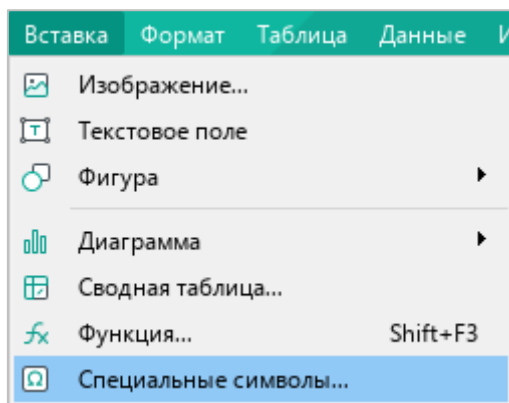 Вставка Формат Таблица Данные
Изображение...
Текстовое поле
Фигура
Диаграмма
Сводная таблица...
Функция... Shift+F3
Специальные символы...